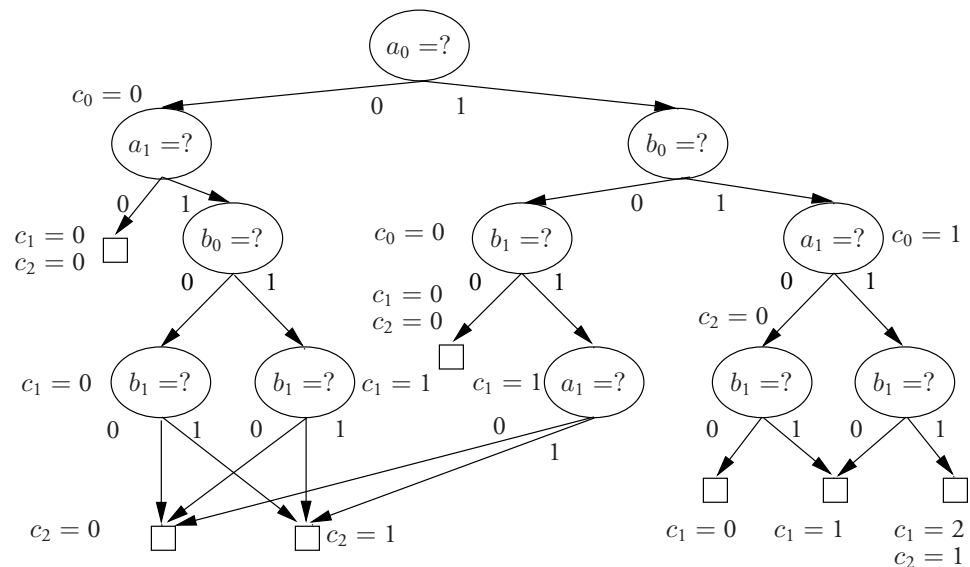 a₀ =?
c₀ = 0
0 1
a₁ =?
b₀ =?
0 1
0 1
c₁ = 0
c₂ = 0
b₀ =?
c₀ = 0
b₁ =?
a₁ =?
c₀ = 1
0 1
0 1
0 1
c₁ = 0
c₂ = 0
c₂ = 0
c₁ = 0
b₁ =?
b₁ =?
c₁ = 1
c₁ = 1
a₁ =?
b₁ =?
b₁ =?
0 1
0 1
0
1
0 1
0 1
c₂ = 0
c₂ = 1
c₁ = 0
c₁ = 1
c₁ = 2
c₂ = 1